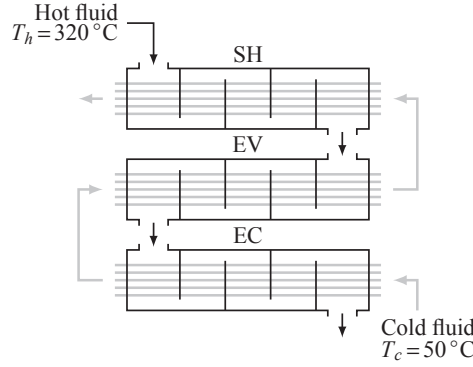 Hot fluid
T_h = 320 °C
SH
EV
EC
Cold fluid
T_c = 50 °C